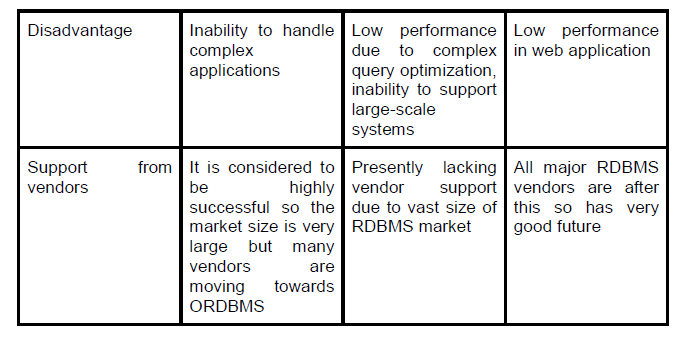 Disadvantage
Inability to handle
complex
applications
Low performance
due to complex
query optimization,
inability to support
large-scale
systems
Low performance
in web application
Support from
vendors
It is considered to
be highly
successful so the
market size is very
large but many
vendors are
moving towards
ORDBMS
Presently lacking
vendor support
due to vast size of
RDBMS market
All major RDBMS
vendors are after
this so has very
good future